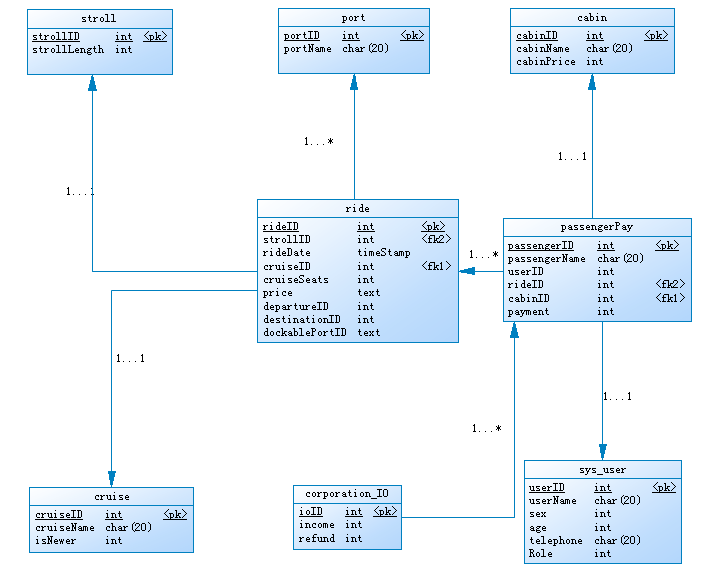 stroll
strollID int <pk>
strollLength int
port
portID int <pk>
portName char(20)
cabin
cabinID int <pk>
cabinName char(20)
cabinPrice int
1...*
1...1
1...1
ride
rideID int <pk>
strollID int <fk2>
rideDate timeStamp
cruiseID int <fk1>
cruiseSeats int
price text
departureID int
destinationID int
dockablePortID text
1...*
passengerPay
passengerID int <pk>
passengerName char(20)
userID int
rideID int <fk2>
cabinID int <fk1>
payment int
1...1
1...1
1...*
cruise
cruiseID int <pk>
cruiseName char(20)
isNewer int
corporation_IO
ioID int <pk>
income int
refund int
sys_user
userID int <pk>
userName char(20)
sex int
age int
telephone char(20)
Role int